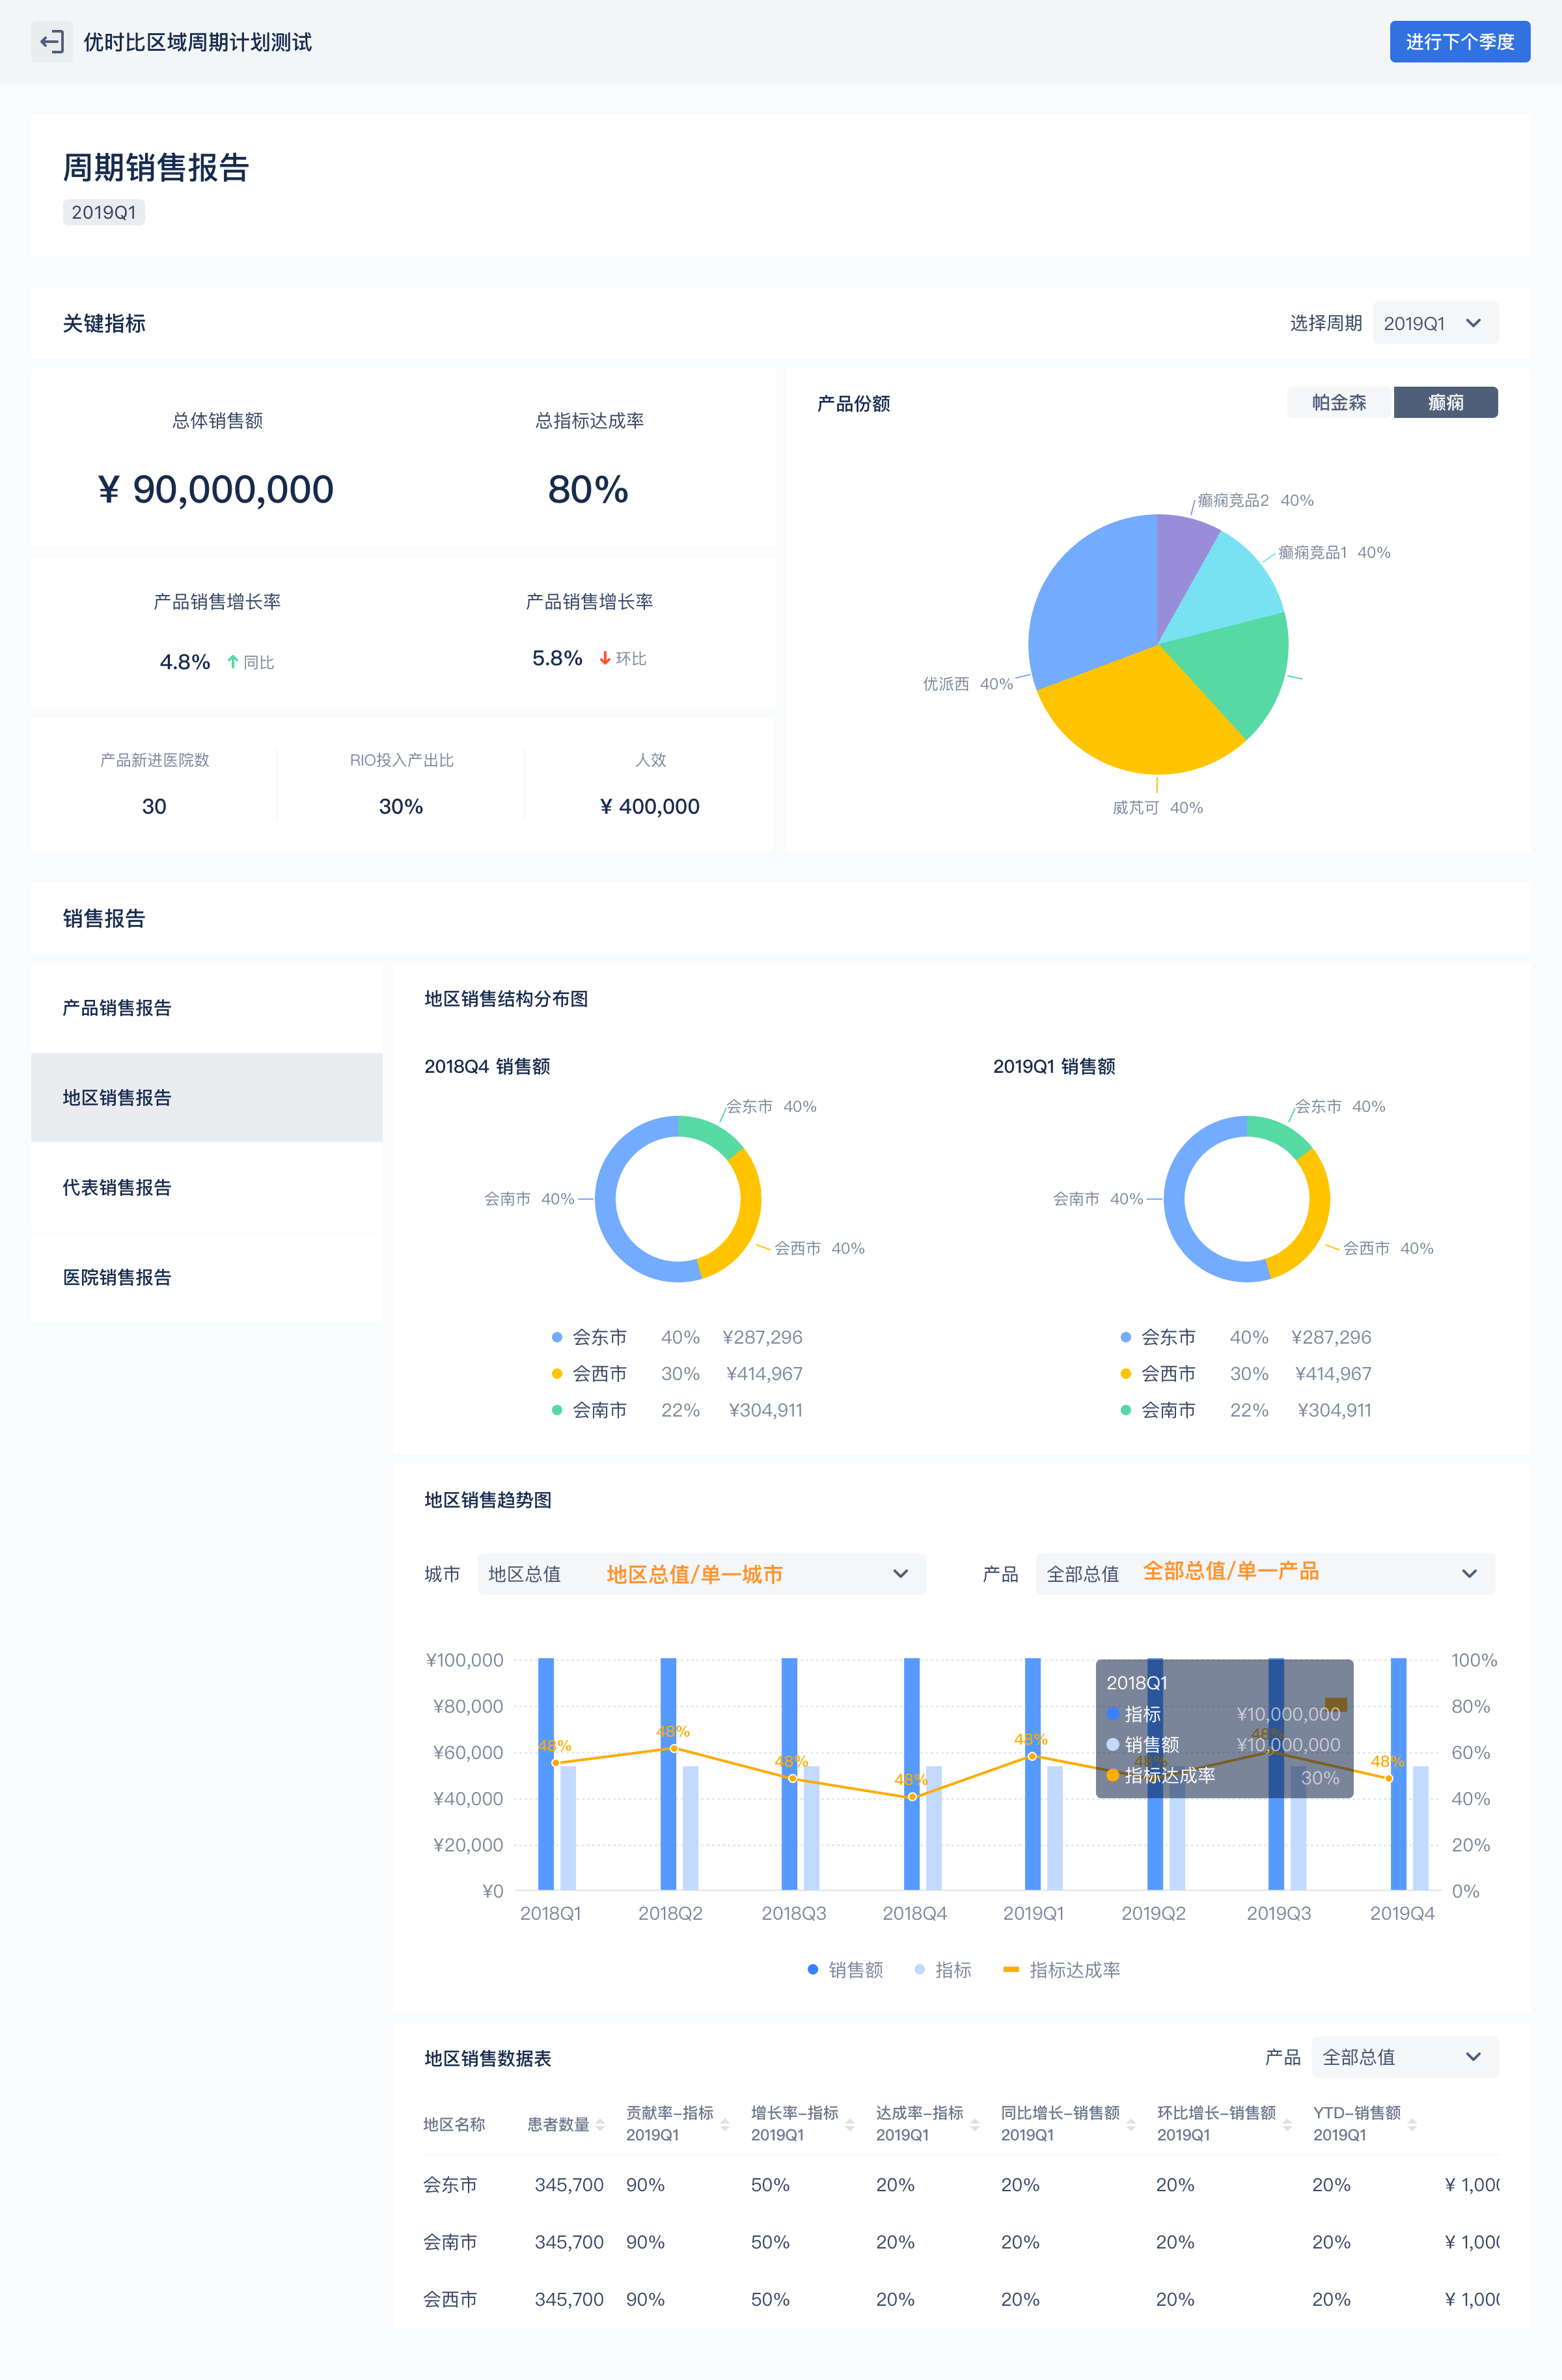 优时比区域周期计划测试
进行下个季度
周期销售报告
2019Q1
关键指标
选择周期 2019Q1
总体销售额 总指标达成率
¥ 90,000,000 80%
产品销售增长率 产品销售增长率
4.8% 同比 5.8% 环比
产品新进医院数 RIO投入产出比 人效
30 30% ¥ 400,000
产品份额
帕金森 癫痫
癫痫竞品2 40%
癫痫竞品1 40%
优派西 40%
威芃可 40%
销售报告
产品销售报告
地区销售报告
代表销售报告
医院销售报告
地区销售结构分布图
2018Q4 销售额
会东市 40%
会南市 40%
会西市 40%
会东市 40% ¥287,296
会西市 30% ¥414,967
会南市 22% ¥304,911
2019Q1 销售额
会东市 40%
会南市 40%
会西市 40%
会东市 40% ¥287,296
会西市 30% ¥414,967
会南市 22% ¥304,911
地区销售趋势图
城市 地区总值 地区总值/单一城市 产品 全部总值 全部总值/单一产品
¥100,000 100%
¥80,000 80%
¥60,000 60%
¥40,000 40%
¥20,000 20%
¥0 0%
48% 48% 48% 48% 48% 48% 48% 48%
2018Q1
指标 ¥10,000,000
销售额 ¥10,000,000
指标达成率 30%
2018Q1 2018Q2 2018Q3 2018Q4 2019Q1 2019Q2 2019Q3 2019Q4
销售额 指标 指标达成率
地区销售数据表
产品 全部总值
地区名称 患者数量 贡献率-指标 增长率-指标 达成率-指标 同比增长-销售额 环比增长-销售额 YTD-销售额
2019Q1 2019Q1 2019Q1 2019Q1 2019Q1 2019Q1
会东市 345,700 90% 50% 20% 20% 20% 20% ¥ 1,000
会南市 345,700 90% 50% 20% 20% 20% 20% ¥ 1,000
会西市 345,700 90% 50% 20% 20% 20% 20% ¥ 1,000